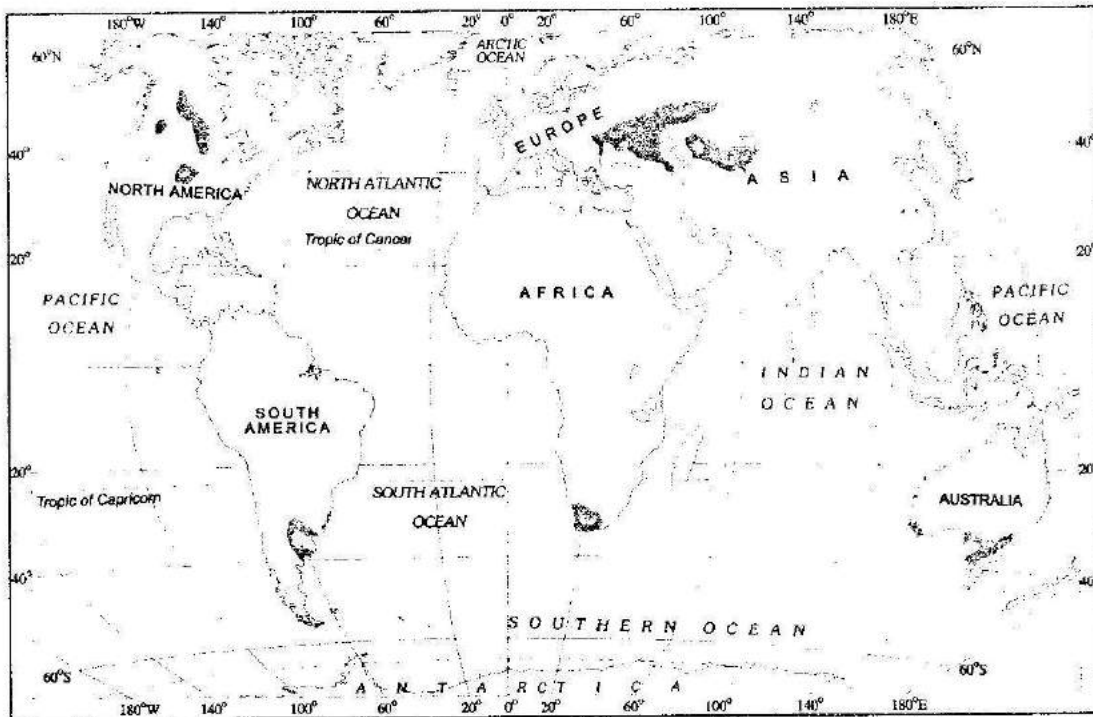 180°W 140° 100° 60° 20° 0° 20° 60° 100° 140° 180°E
60°N
ARCTIC
OCEAN
60°N
EUROPE
40°
40°
ASIA
NORTH AMERICA
NORTH ATLANTIC
OCEAN
Tropic of Cancer
20°
20°
AFRICA
PACIFIC
OCEAN
PACIFIC
OCEAN
INDIAN
OCEAN
SOUTH
AMERICA
20°
20°
Tropic of Capricorn
SOUTH ATLANTIC
OCEAN
AUSTRALIA
40°
40°
SOUTHERN OCEAN
60°S
60°S
ANTARCTICA
180°W 140° 100° 60° 20° 0° 20° 60° 100° 140° 180°E